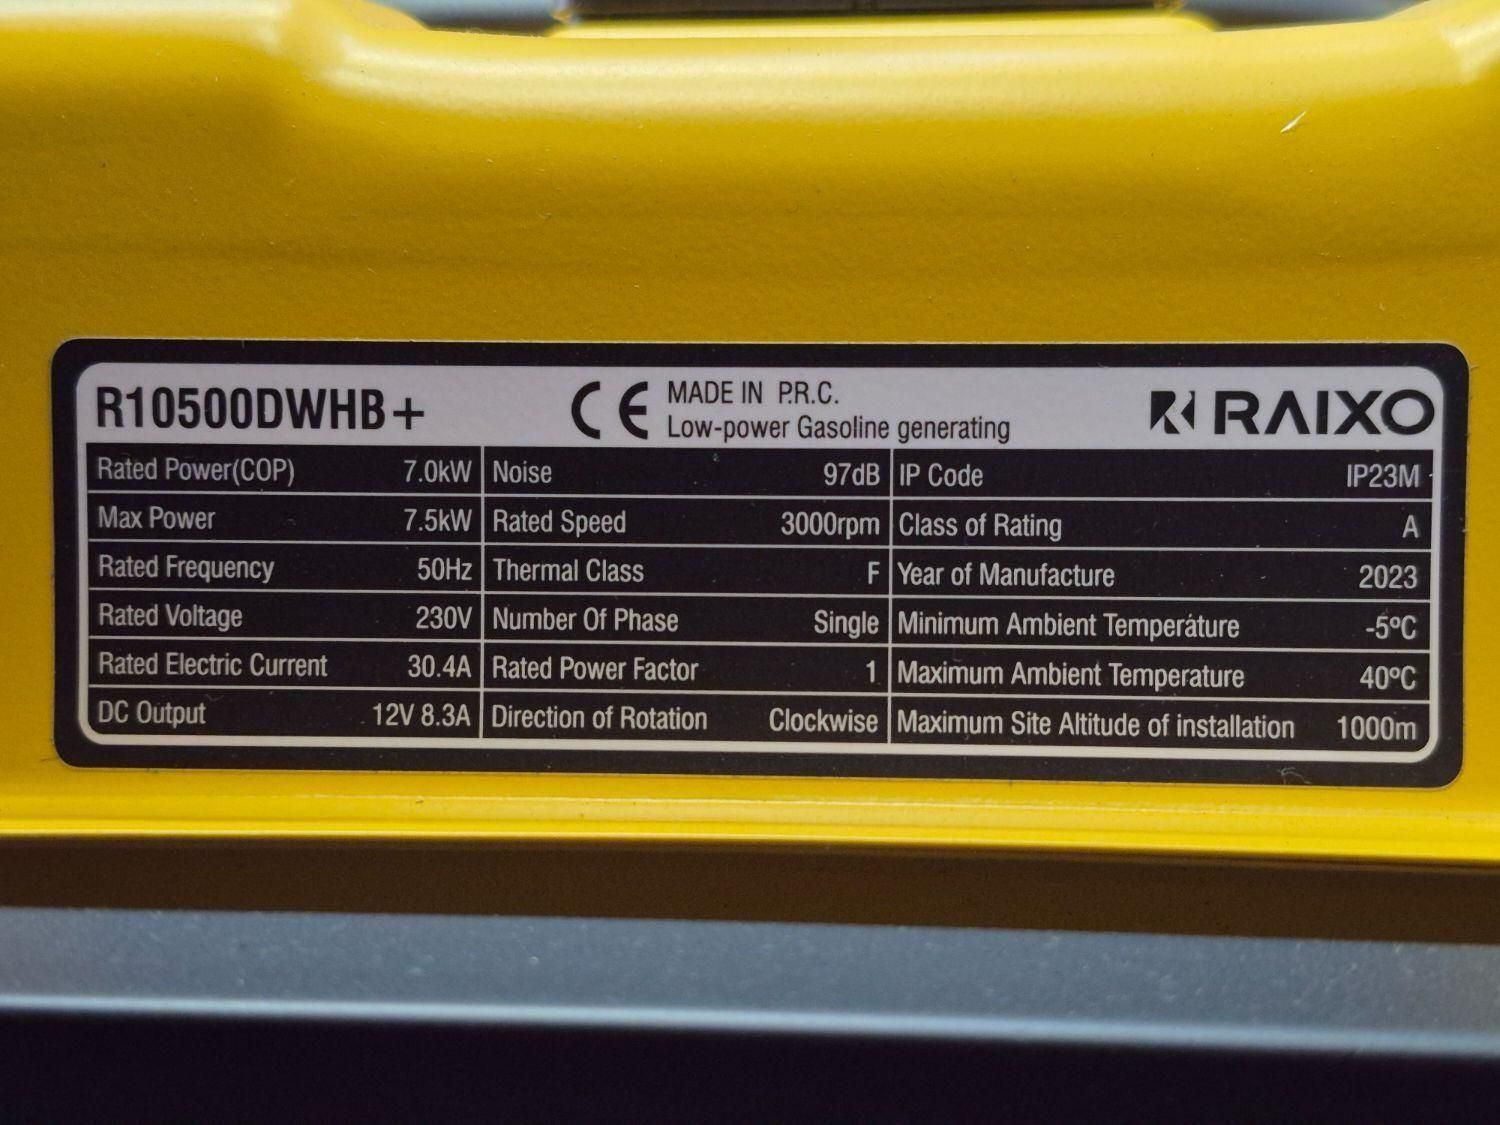 R10500DWHB+
CE
MADE IN P.R.C.
Low-power Gasoline generating
RAIXO
Rated Power(COP) 7.0kW Noise 97dB IP Code IP23M
Max Power 7.5kW Rated Speed 3000rpm Class of Rating A
Rated Frequency 50Hz Thermal Class F Year of Manufacture 2023
Rated Voltage 230V Number Of Phase Single Minimum Ambient Temperature -5ºC
Rated Electric Current 30.4A Rated Power Factor 1 Maximum Ambient Temperature 40ºC
DC Output 12V 8.3A Direction of Rotation Clockwise Maximum Site Altitude of installation 1000m